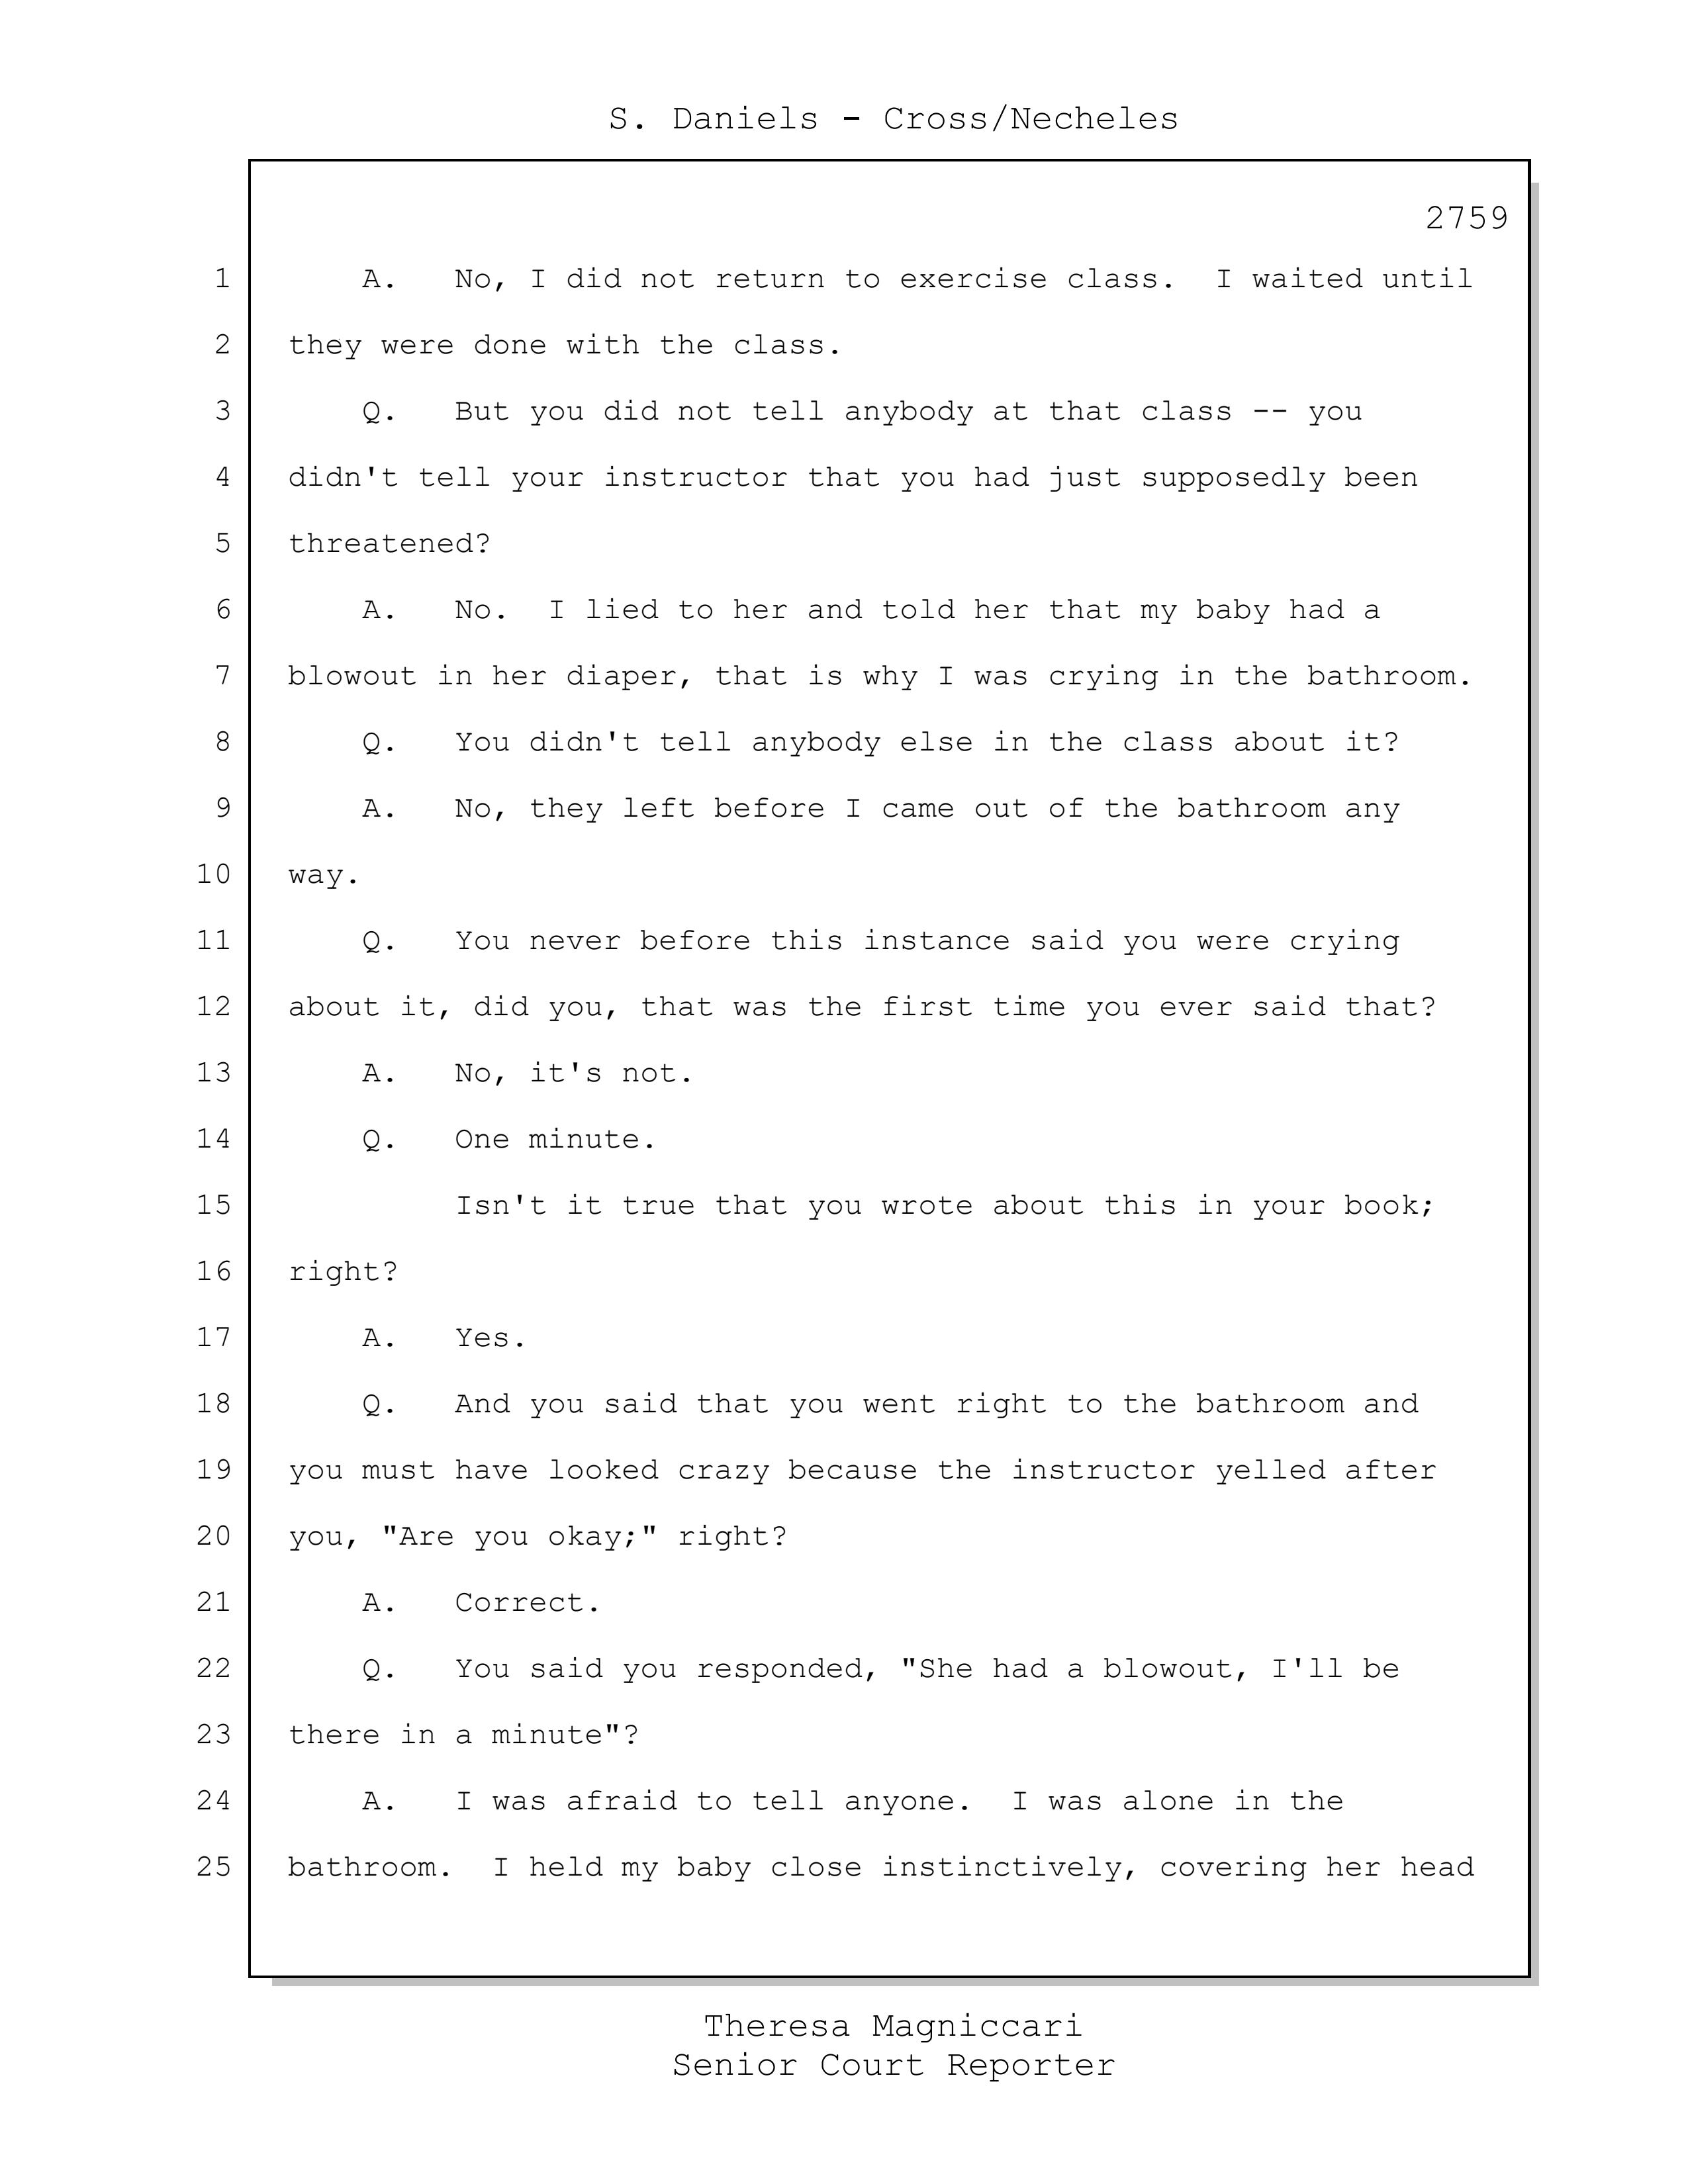 S. Daniels - Cross/Necheles
2759
1 A. No, I did not return to exercise class. I waited until
2 they were done with the class.
3 Q. But you did not tell anybody at that class -- you
4 didn't tell your instructor that you had just supposedly been
5 threatened?
6 A. No. I lied to her and told her that my baby had a
7 blowout in her diaper, that is why I was crying in the bathroom.
8 Q. You didn't tell anybody else in the class about it?
9 A. No, they left before I came out of the bathroom any
10 way.
11 Q. You never before this instance said you were crying
12 about it, did you, that was the first time you ever said that?
13 A. No, it's not.
14 Q. One minute.
15 Isn't it true that you wrote about this in your book;
16 right?
17 A. Yes.
18 Q. And you said that you went right to the bathroom and
19 you must have looked crazy because the instructor yelled after
20 you, "Are you okay;" right?
21 A. Correct.
22 Q. You said you responded, "She had a blowout, I'll be
23 there in a minute"?
24 A. I was afraid to tell anyone. I was alone in the
25 bathroom. I held my baby close instinctively, covering her head
Theresa Magniccari
Senior Court Reporter